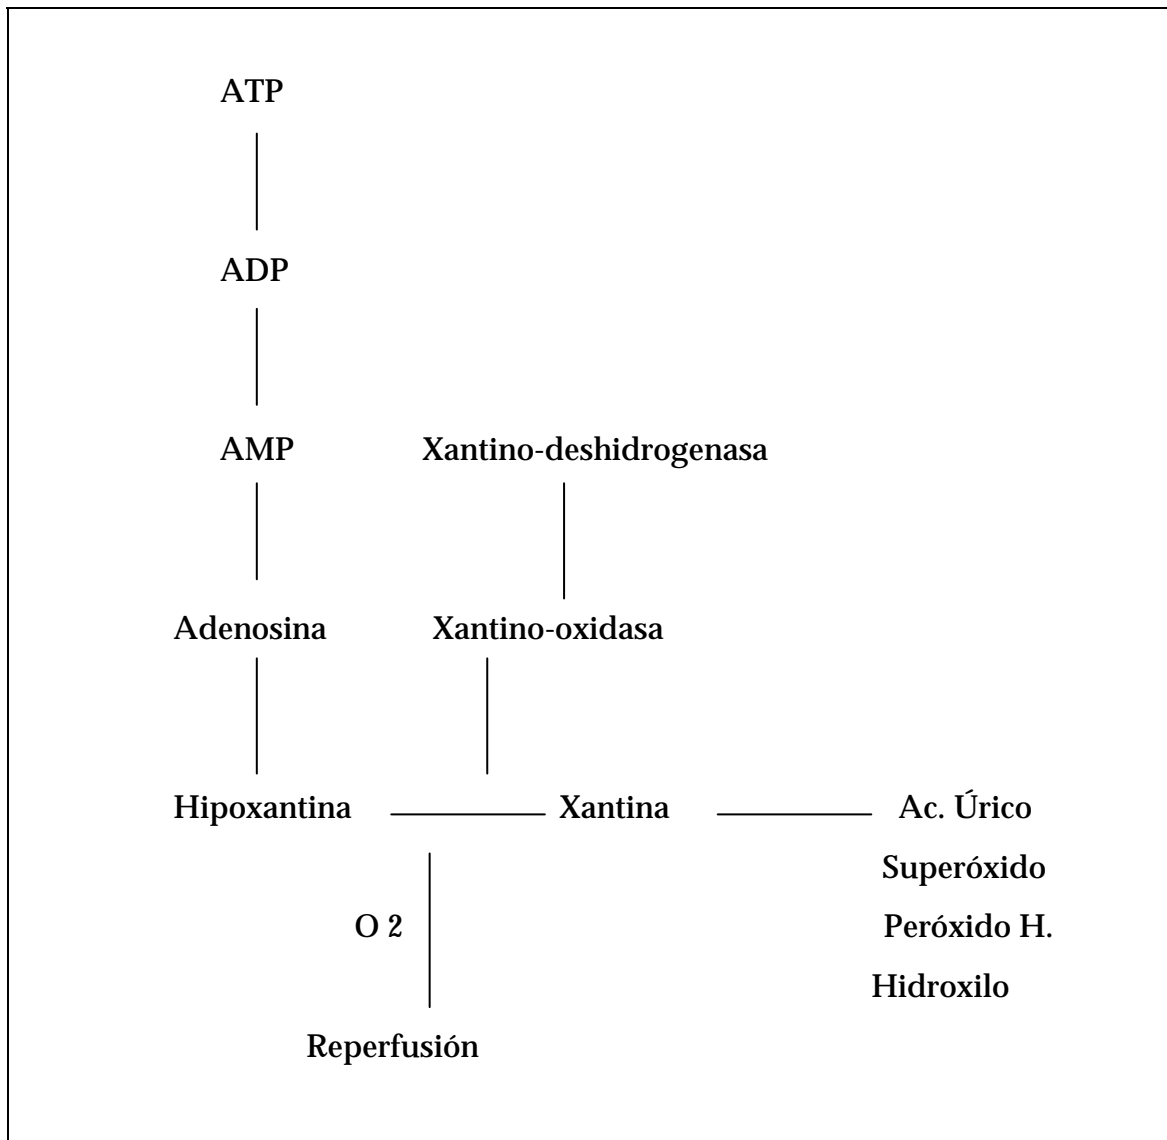 ATP
ADP
AMP Xantino-deshidrogenasa
Adenosina Xantino-oxidasa
Hipoxantina Xantina Ac. Úrico
Superóxido
O 2 Peróxido H.
Hidroxilo
Reperfusión